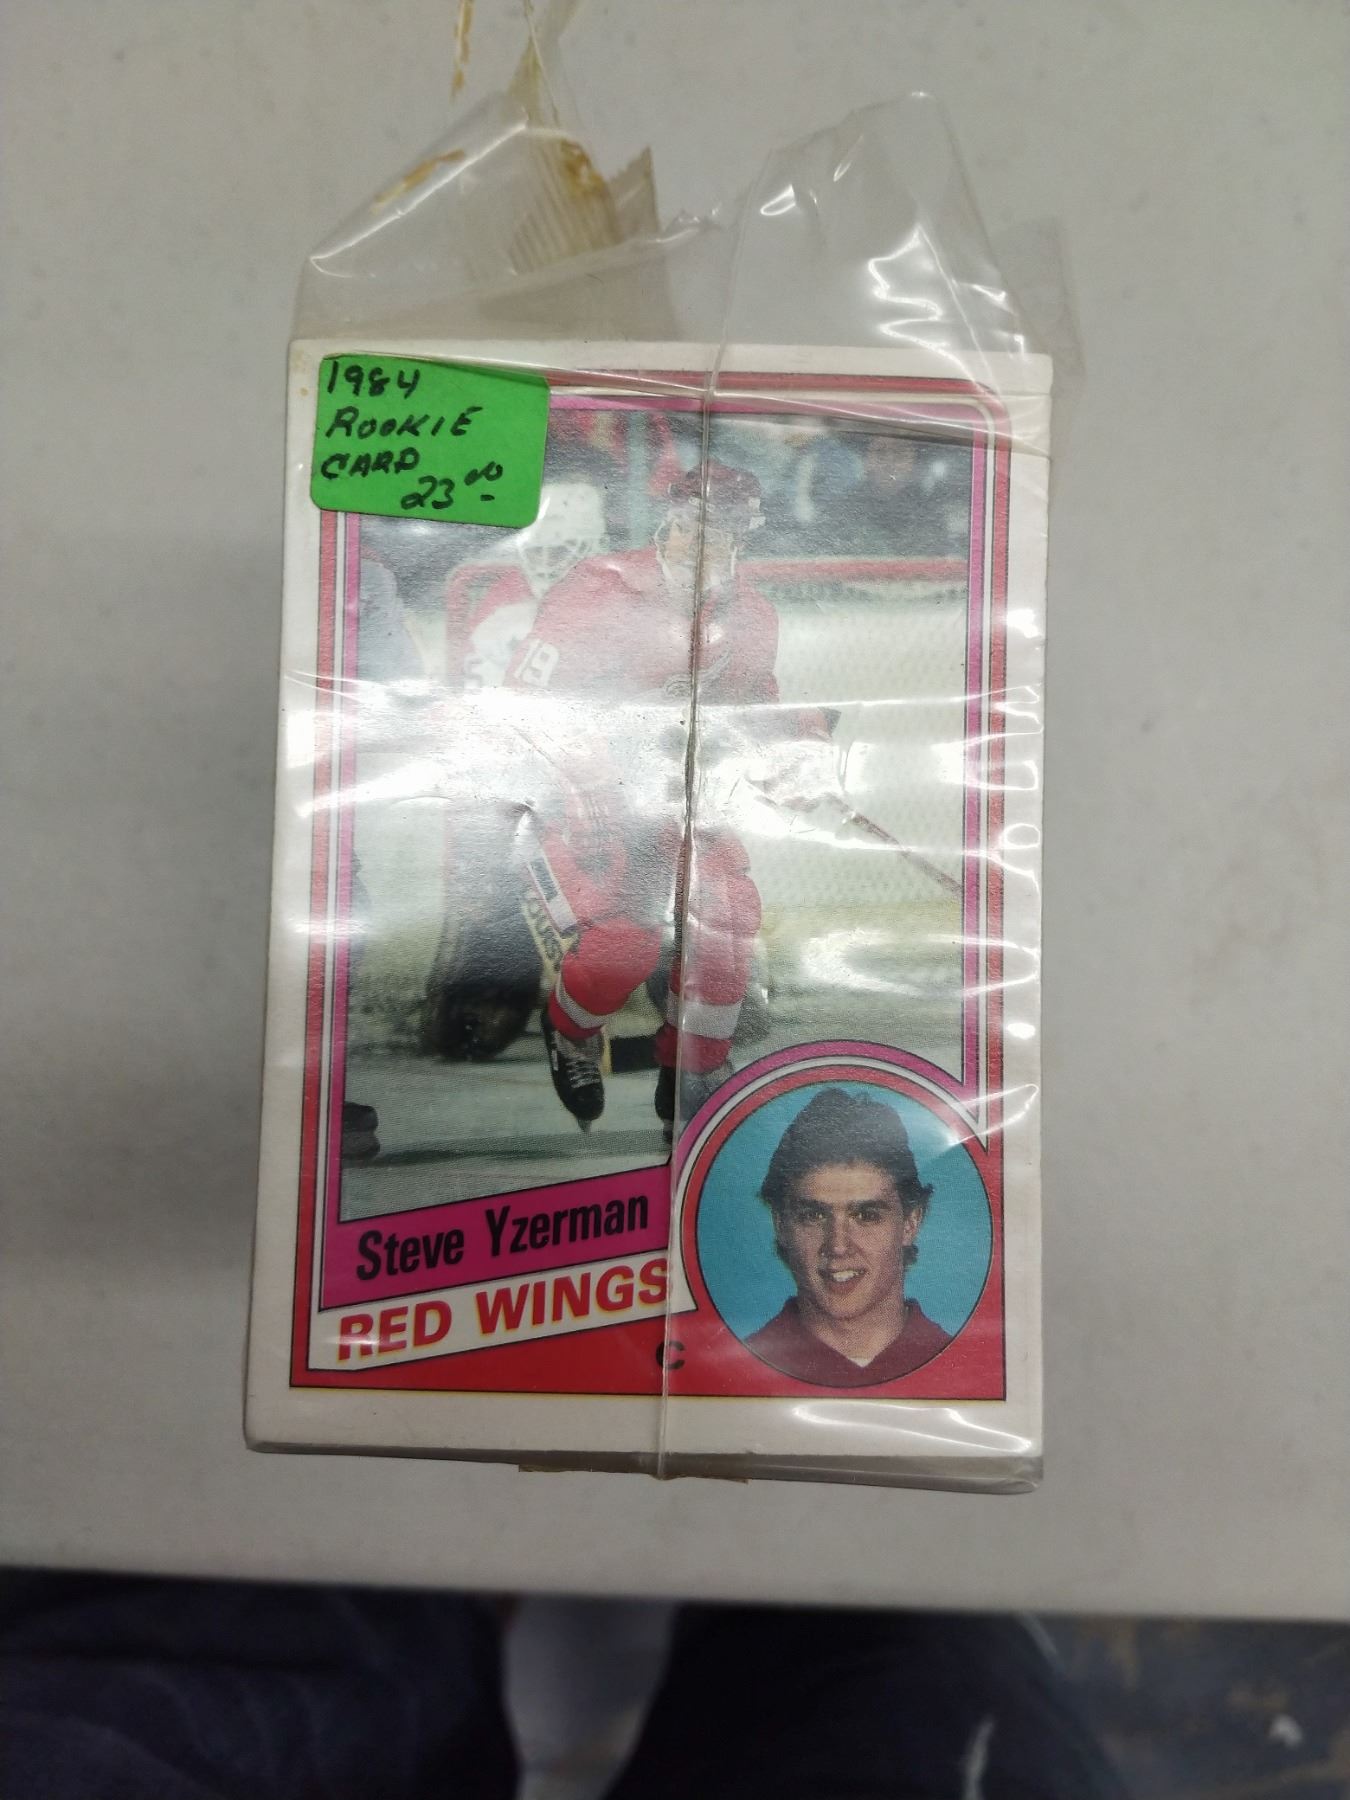 1984
ROOKIE
CARD
23 00
19
Steve Yzerman
RED WINGS
C